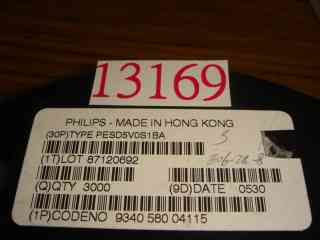 13169
PHILIPS - MADE IN HONG KONG
(30P)TYPE PESD5V0S1BA
(1T)LOT 87120692
(Q)QTY 3000 (9D)DATE 0530
(1P)CODENO 9340 580 04115